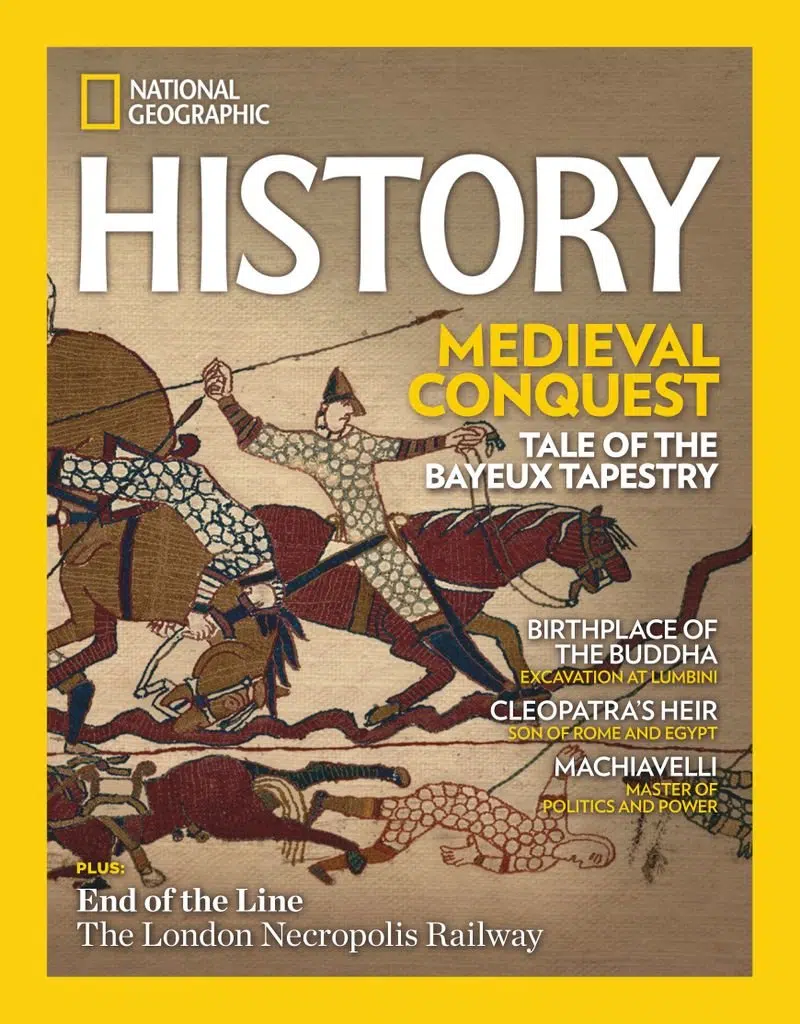 NATIONAL
GEOGRAPHIC
HISTORY
MEDIEVAL
CONQUEST
TALE OF THE
BAYEUX TAPESTRY
BIRTHPLACE OF
THE BUDDHA
EXCAVATION AT LUMBINI
CLEOPATRA'S HEIR
SON OF ROME AND EGYPT
MACHIAVELLI
MASTER OF
POLITICS AND POWER
PLUS:
End of the Line
The London Necropolis Railway